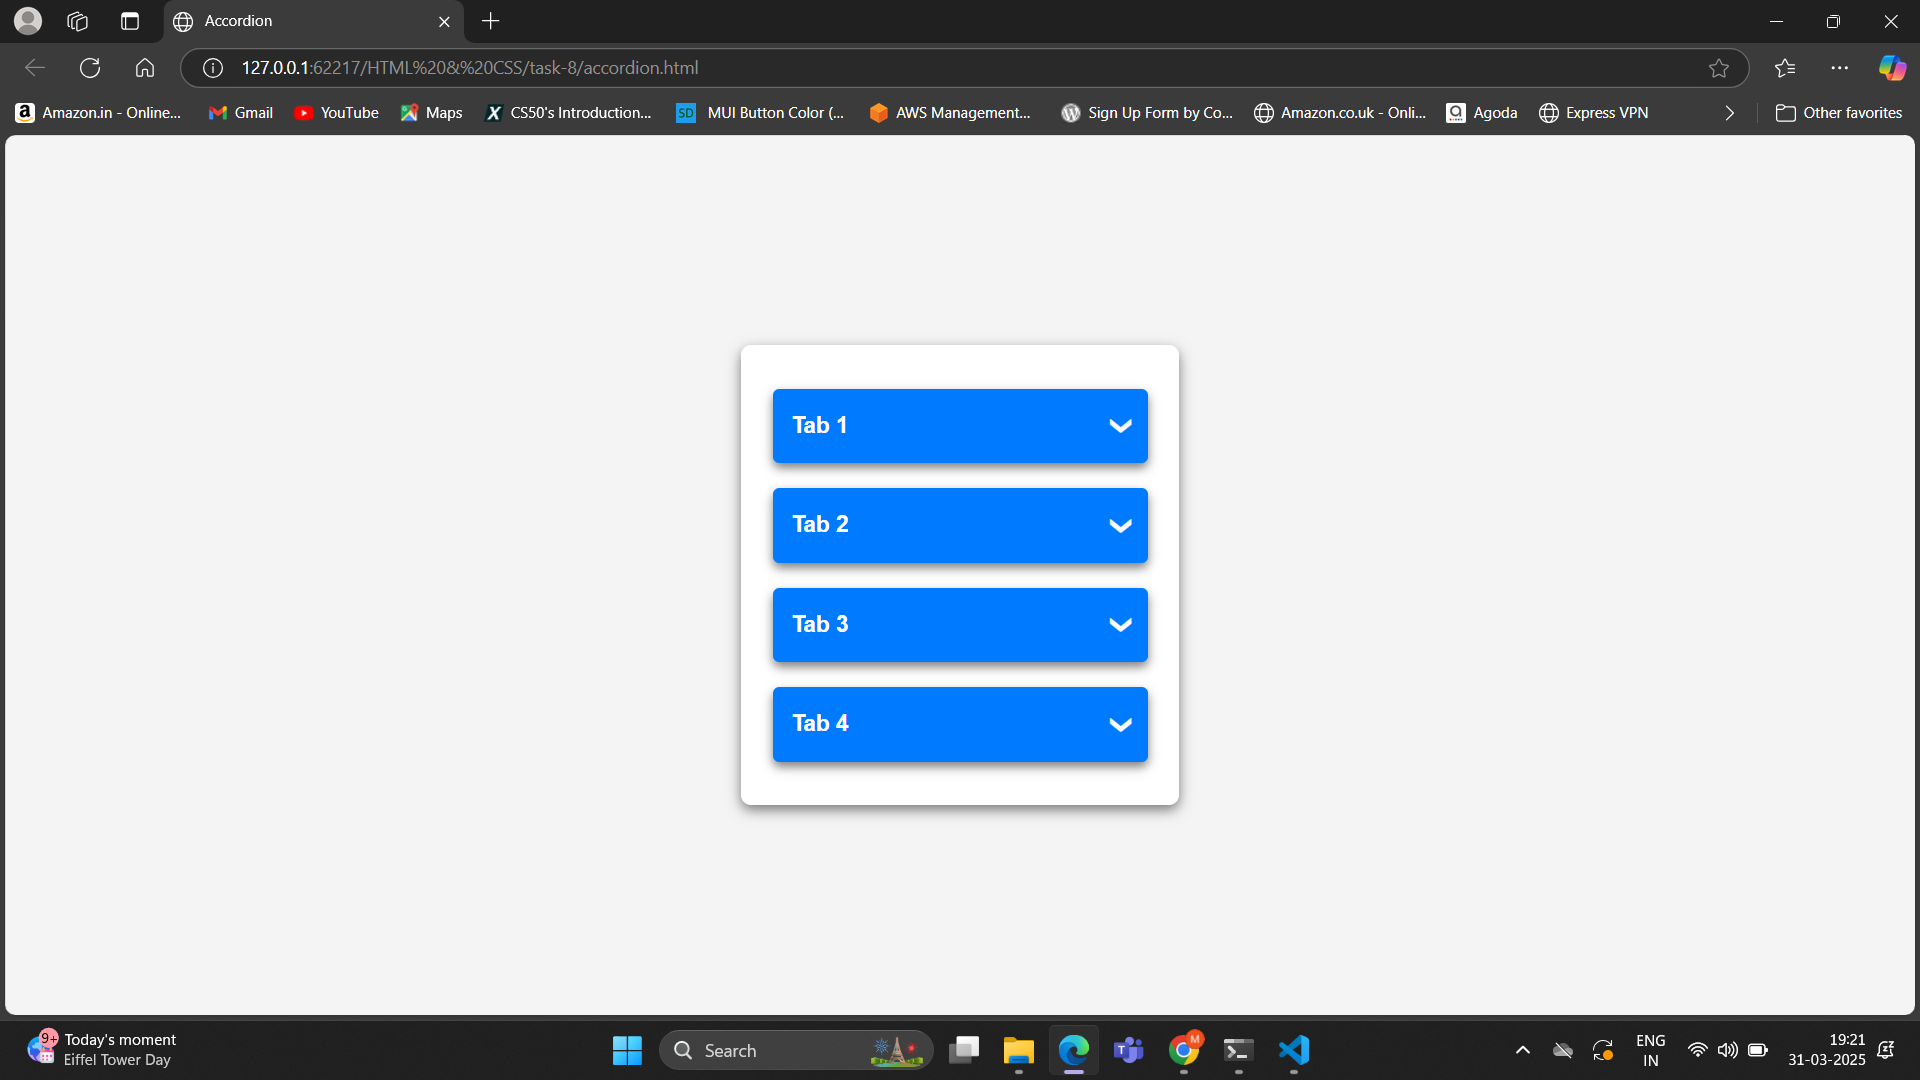 Accordion
127.0.0.1:62217/HTML%20&%20CSS/task-8/accordion.html
Amazon.in - Online... Gmail YouTube Maps CS50's Introduction... SD MUI Button Color (... AWS Management... Sign Up Form by Co... Amazon.co.uk - Onli... Agoda Express VPN Other favorites
Tab 1
Tab 2
Tab 3
Tab 4
9+ Today's moment
Eiffel Tower Day
Search
M
ENG
IN
19:21
31-03-2025